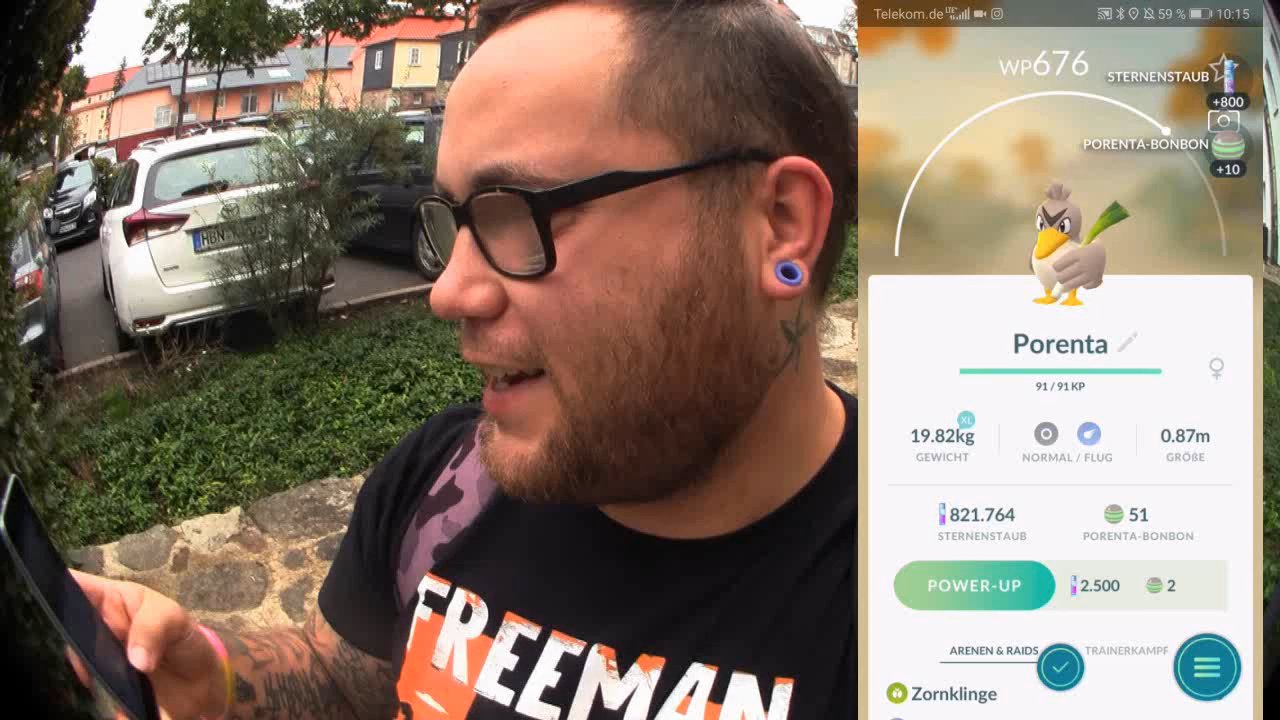 FREEMAN
Telekom.de
59 % 10:15
WP676
STERNENSTAUB
+800
PORENTA-BONBON
+10
Porenta
91 / 91 KP
XL
19.82kg
GEWICHT
NORMAL / FLUG
0.87m
GRÖßE
821.764
STERNENSTAUB
51
PORENTA-BONBON
POWER-UP
2.500
2
ARENEN & RAIDS
TRAINERKAMPF
Zornklinge